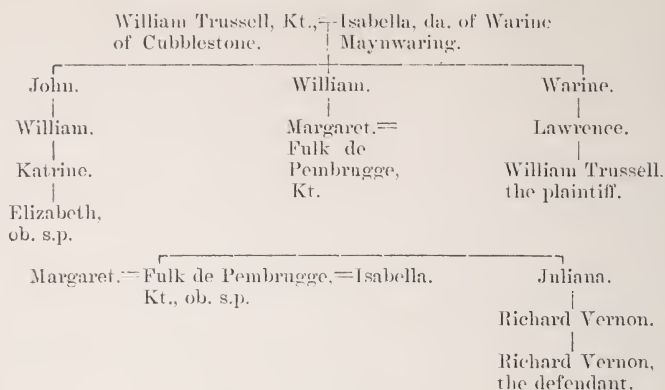 William Trussell, Kt.,=Isabella, da. of Warine
of Cubblestone. Maynwaring.
John. William. Warine.
William. Margaret.= Lawrence.
Katrine. Fulk de William Trussell,
Elizabeth, Pembrugge, the plaintiff.
ob. s.p. Kt.
Margaret.=Fulk de Pembrugge,=Isabella. Juliana.
Kt., ob. s.p.
Richard Vernon.
Richard Vernon,
the defendant.